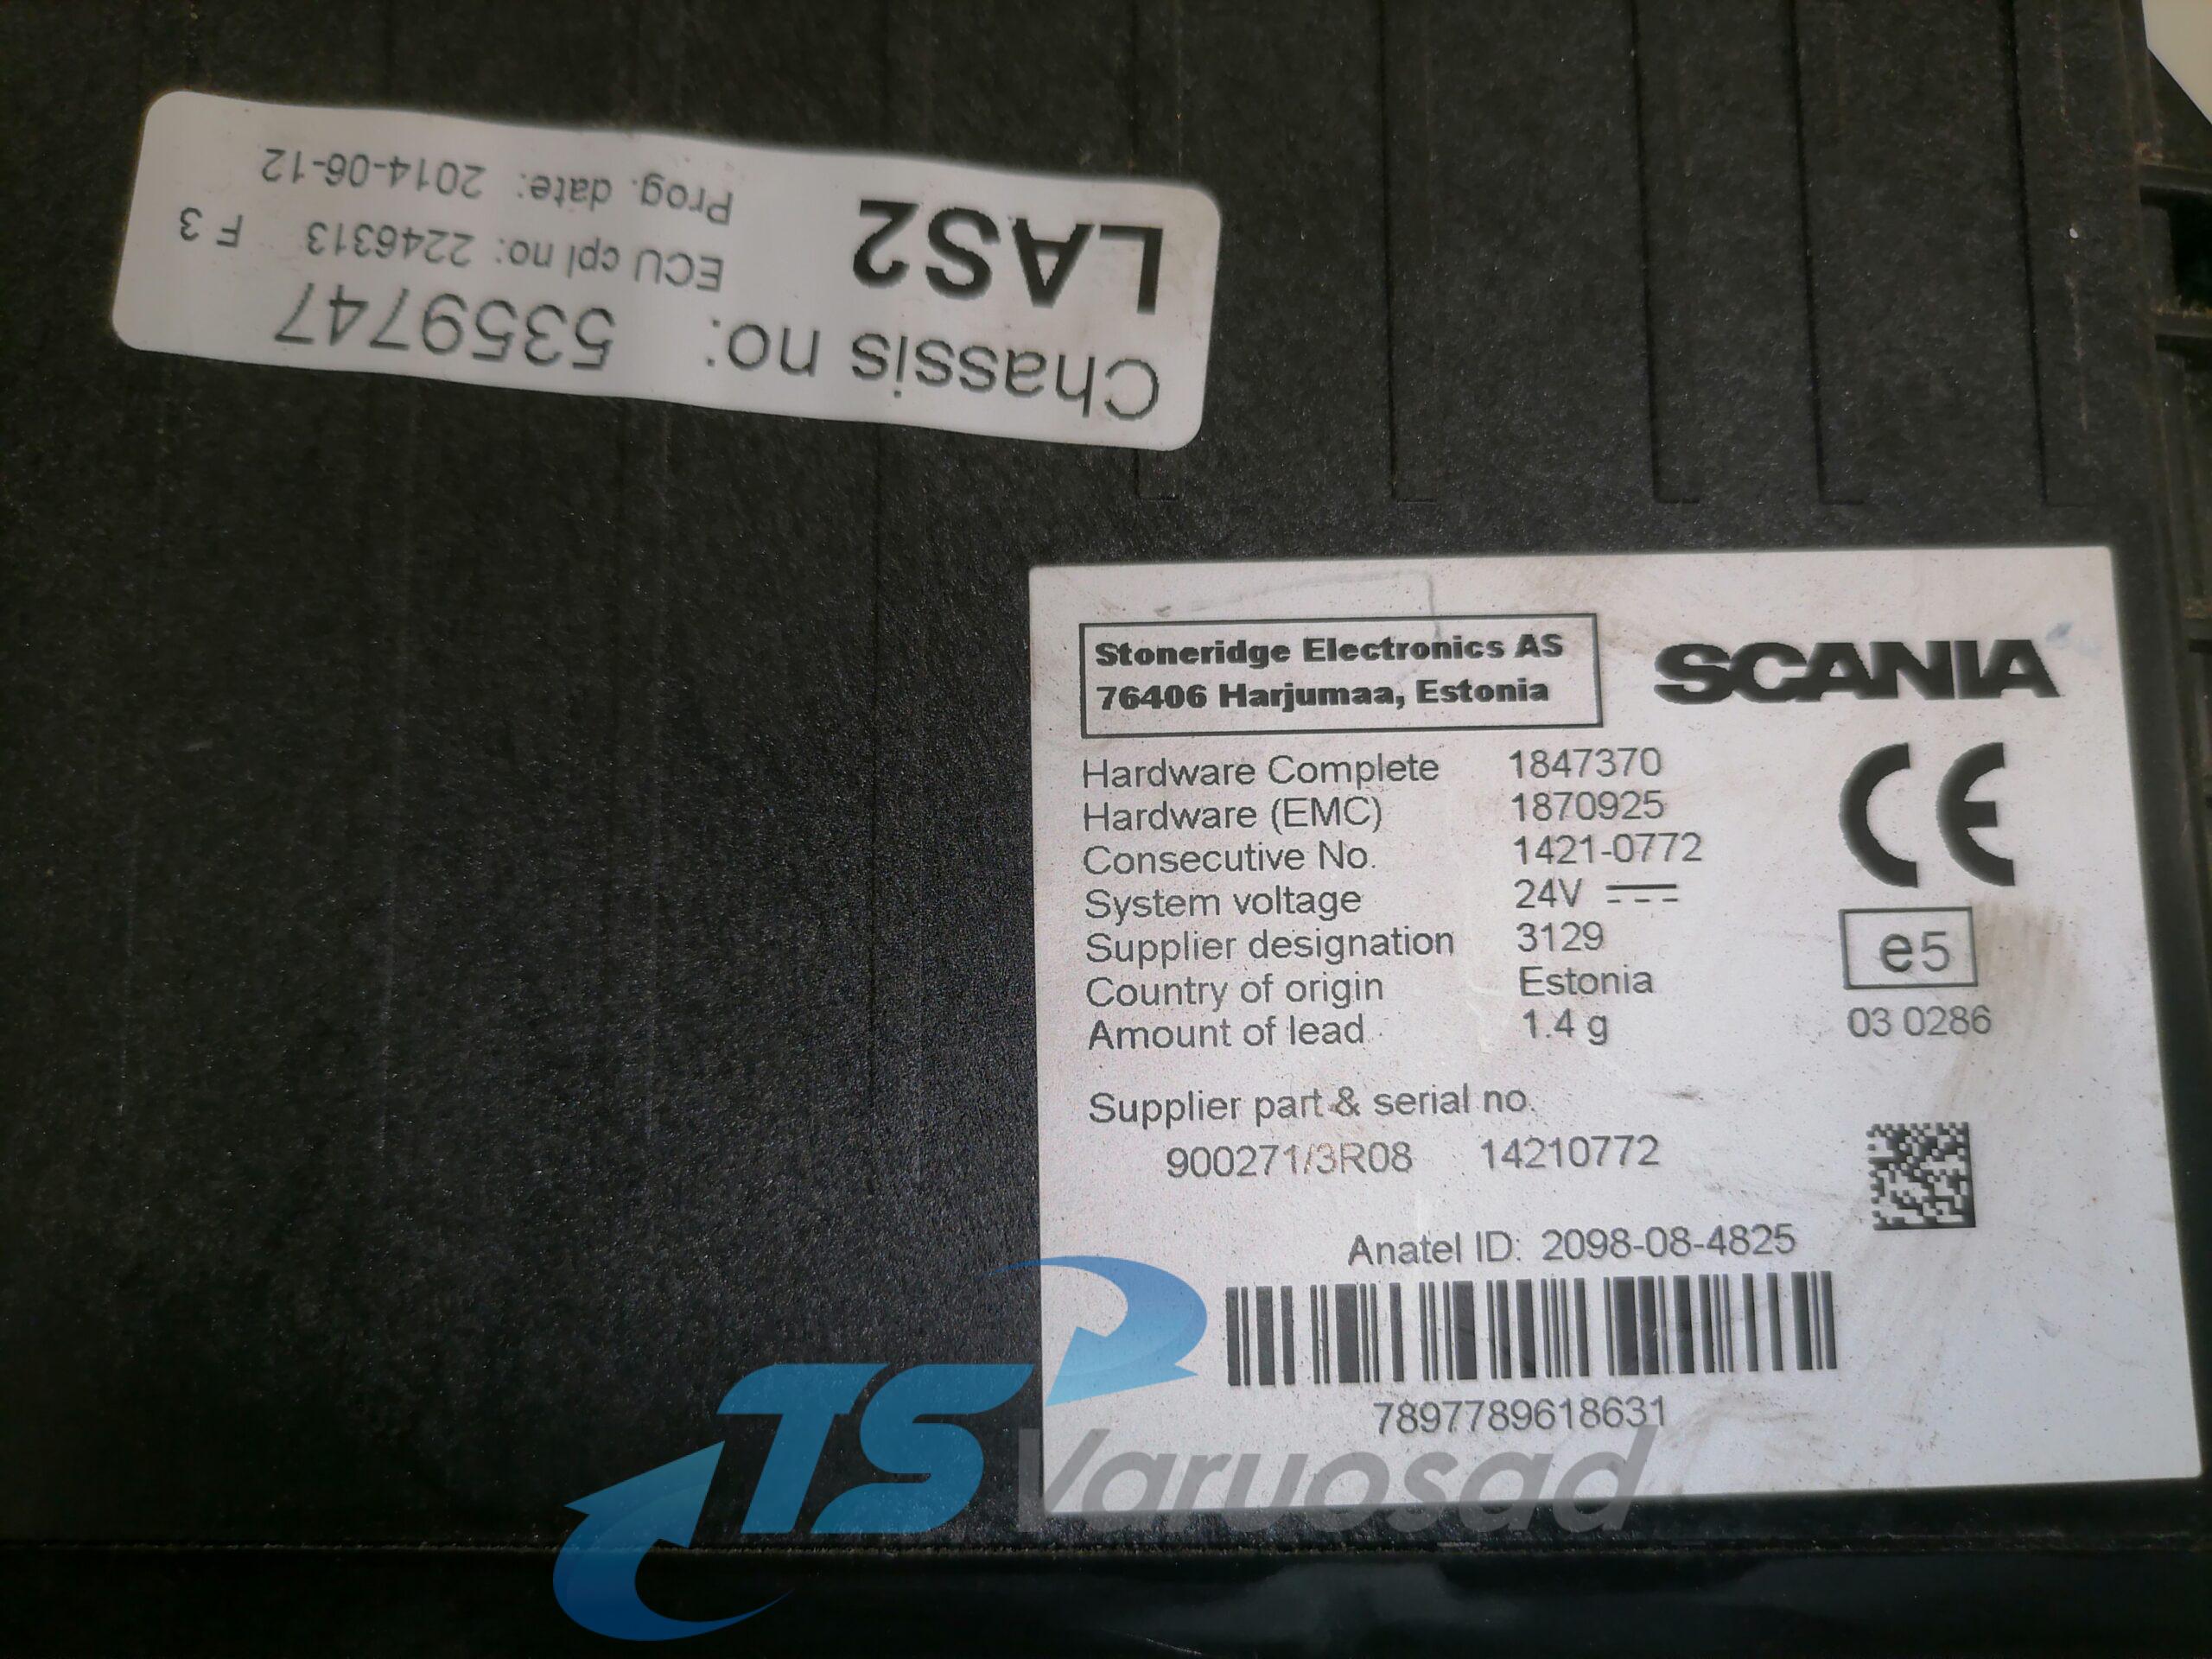 Chassis no: 5359747
LAS2 ECU cpl no: 2246313 F 3
Prog. date: 2014-06-12
Stoneridge Electronics AS
76406 Harjumaa, Estonia
SCANIA
Hardware Complete 1847370
Hardware (EMC) 1870925
Consecutive No. 1421-0772
System voltage 24V
Supplier designation 3129
Country of origin Estonia
Amount of lead 1.4 g
CE
e5
03 0286
Supplier part & serial no.
900271/3R08 14210772
Anatel ID: 2098-08-4825
7897789618631
TS Varuosad